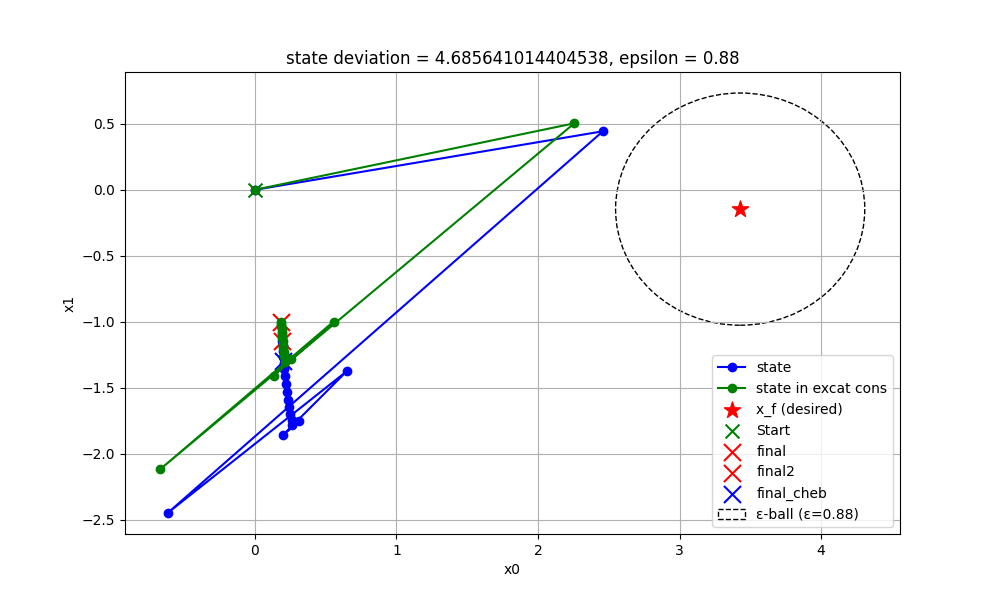 state deviation = 4.685641014404538, epsilon = 0.88
0.5
0.0
−0.5
−1.0
−1.5
−2.0
−2.5
x1
0
1
2
3
4
x0
state
state in excat cons
x_f (desired)
Start
final
final2
final_cheb
ε-ball (ε=0.88)